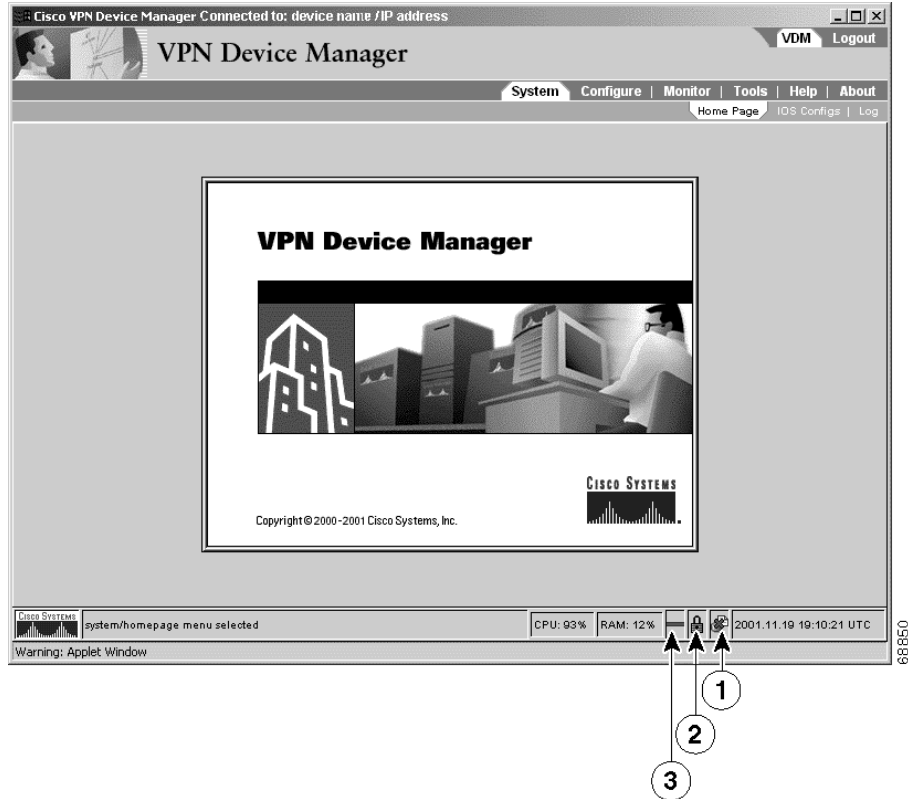 Cisco VPN Device Manager Connected to: device name /IP address
VDM Logout
VPN Device Manager
System Configure | Monitor | Tools | Help | About
Home Page IOS Configs | Log
VPN Device Manager
CISCO SYSTEMS
Copyright © 2000-2001 Cisco Systems, Inc.
CISCO SYSTEMS system/homepage menu selected CPU: 93% RAM: 12% 2001.11.19 19:10:21 UTC
Warning: Applet Window
68850
1
2
3